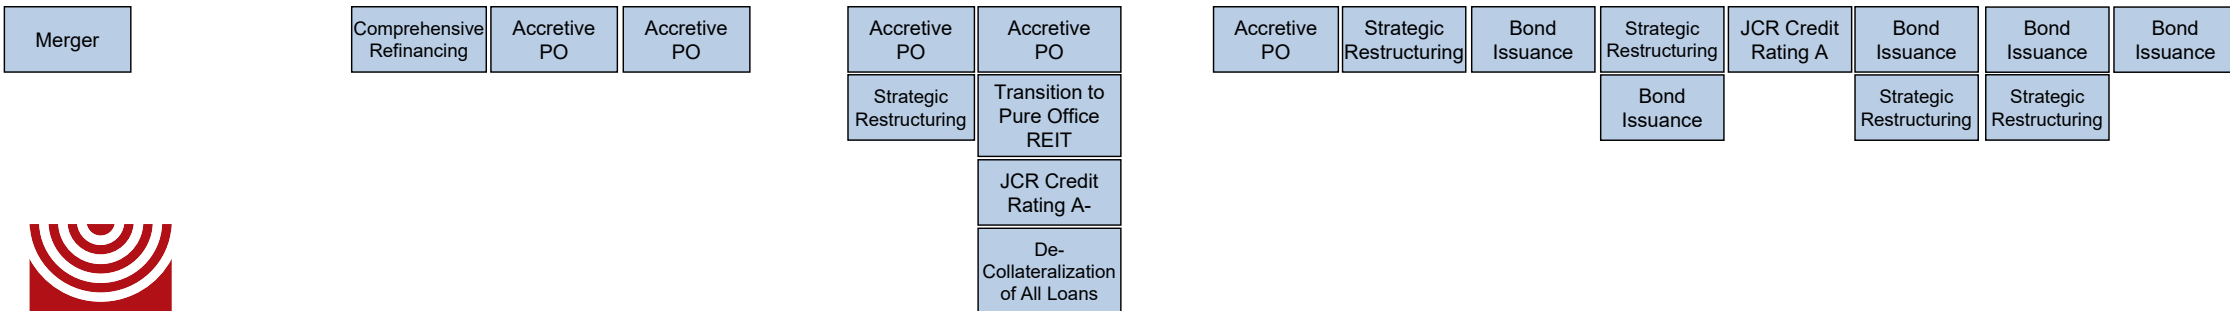 Merger
Comprehensive
Refinancing
Accretive
PO
Accretive
PO
Accretive
PO
Accretive
PO
Accretive
PO
Strategic
Restructuring
Bond
Issuance
Strategic
Restructuring
JCR Credit
Rating A
Bond
Issuance
Bond
Issuance
Bond
Issuance
Strategic
Restructuring
Transition to
Pure Office
REIT
Bond
Issuance
Strategic
Restructuring
Strategic
Restructuring
JCR Credit
Rating A-
De-
Collateralization
of All Loans